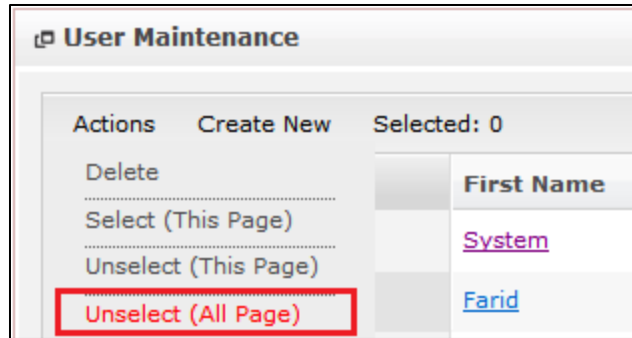 User Maintenance
Actions Create New Selected: 0
Delete
First Name
Select (This Page)
System
Unselect (This Page)
Farid
Unselect (All Page)